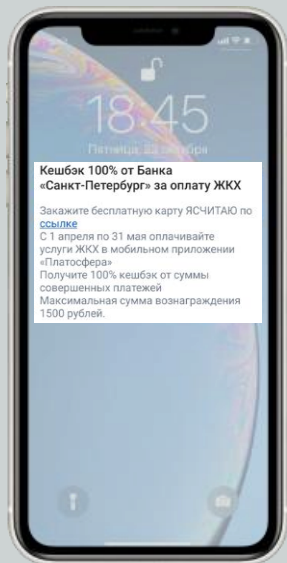 18:45
Пятница, 23 октября
Кешбэк 100% от Банка
«Санкт-Петербург» за оплату ЖКХ
Закажите бесплатную карту ЯСЧИТАЮ по
ссылке
С 1 апреля по 31 мая оплачивайте
услуги ЖКХ в мобильном приложении
«Платосфера»
Получите 100% кешбэк от суммы
совершенных платежей
Максимальная сумма вознаграждения
1500 рублей.